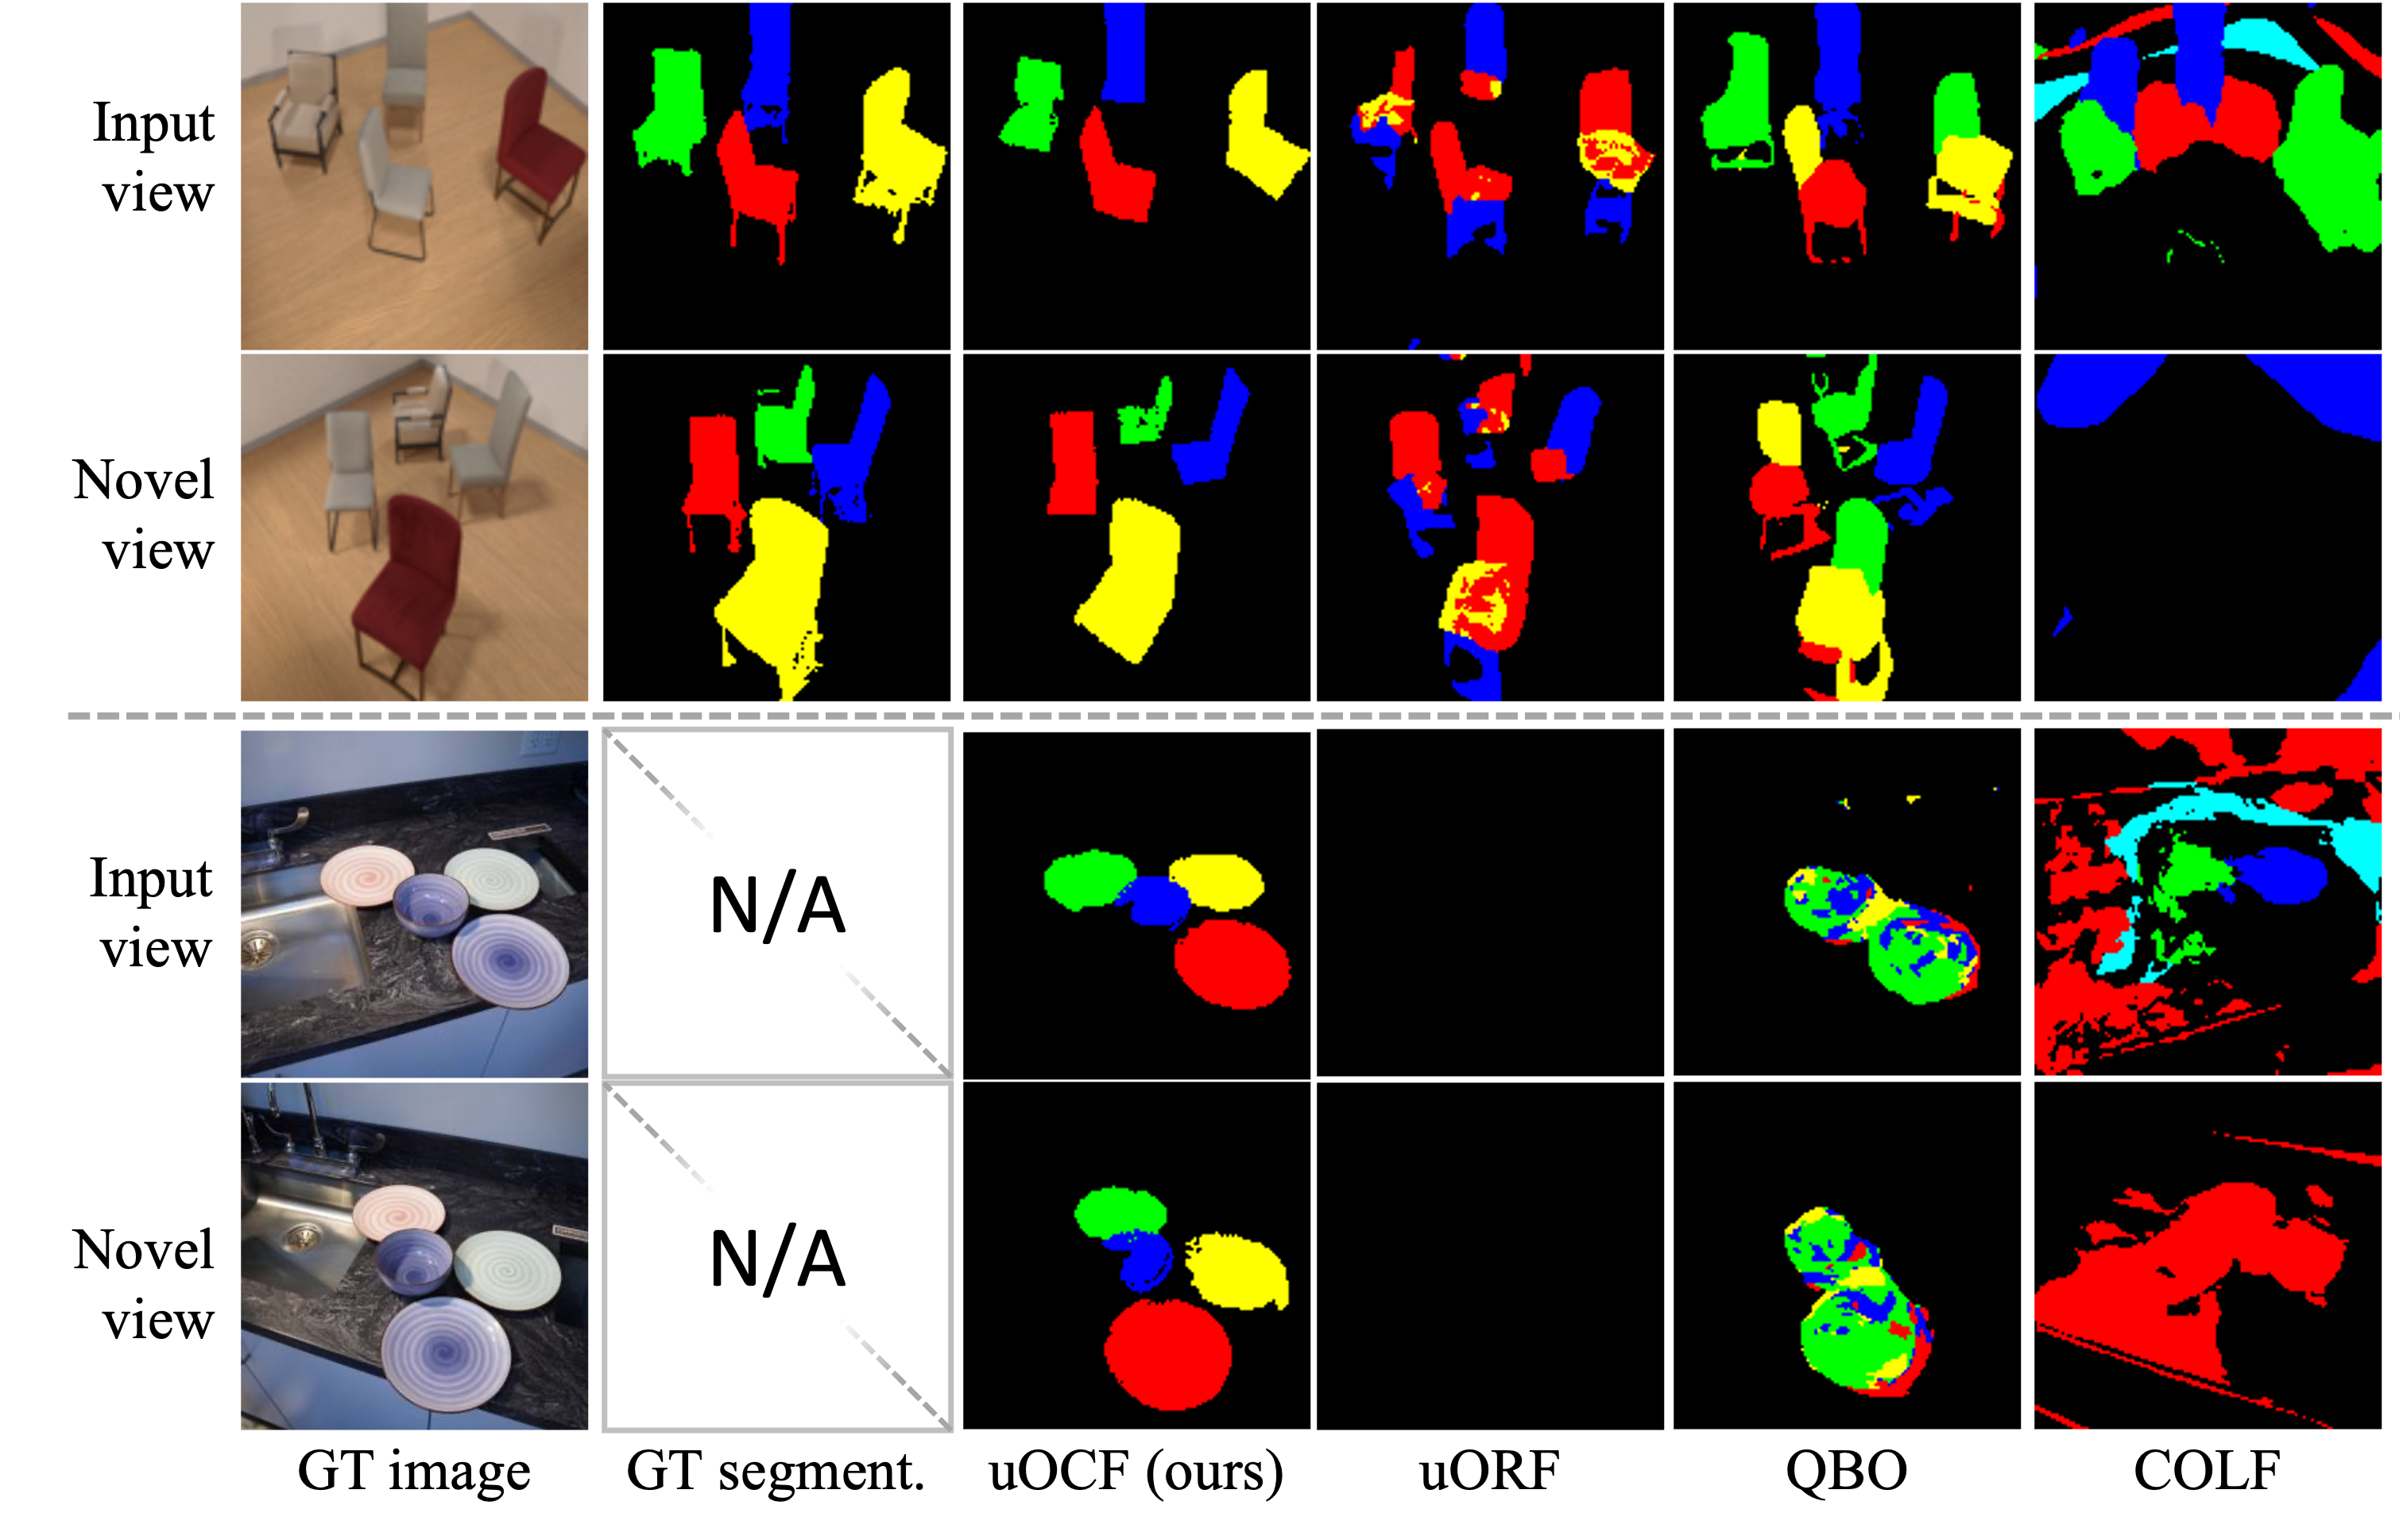 Input
view
Novel
view
Input
view
N/A
Novel
view
N/A
GT image
GT segment.
uOCF (ours)
uORF
QBO
COLF